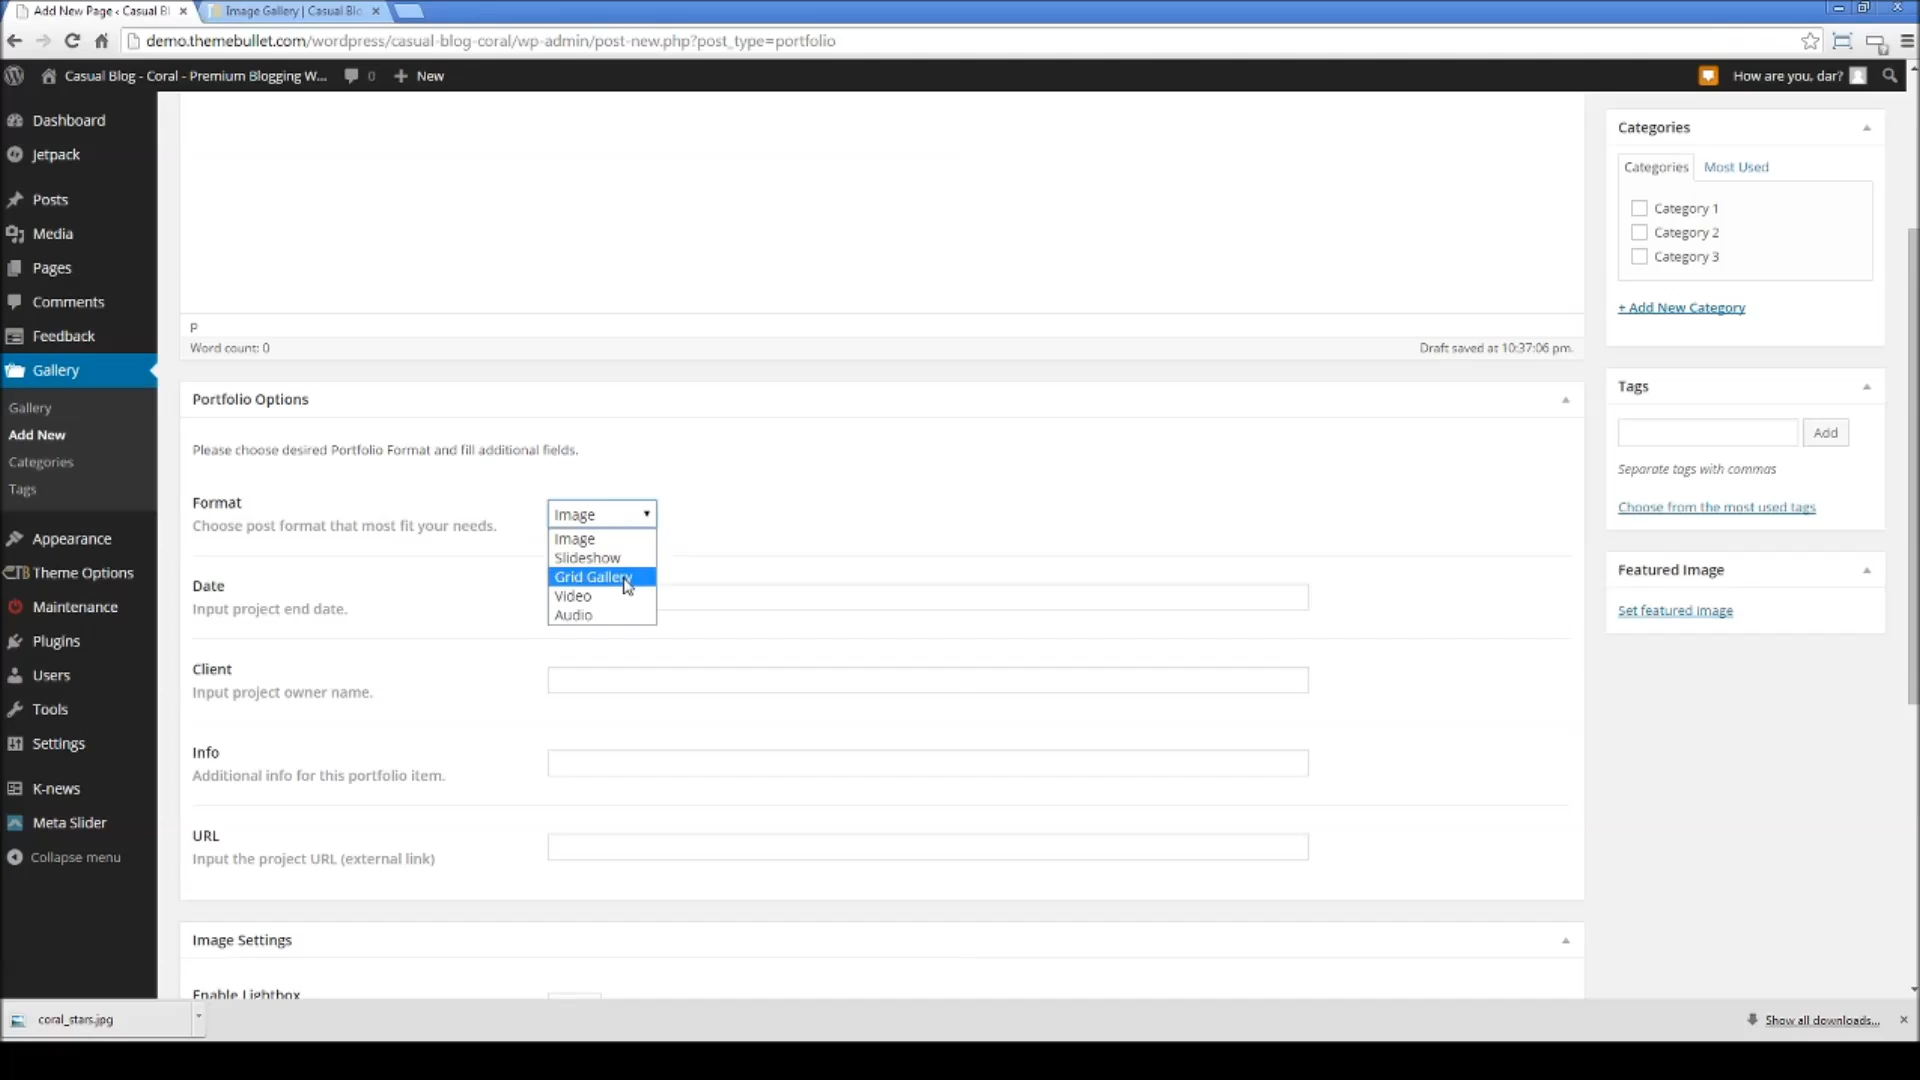 Add New Page ‹ Casual Bl
Image Gallery | Casual Blo
demo.themebullet.com/wordpress/casual-blog-coral/wp-admin/post-new.php?post_type=portfolio
Casual Blog - Coral - Premium Blogging W...
0
New
How are you, dar?
Dashboard
Jetpack
Posts
Media
Pages
Comments
Feedback
Gallery
Gallery
Add New
Categories
Tags
Appearance
Theme Options
Maintenance
Plugins
Users
Tools
Settings
K-news
Meta Slider
Collapse menu
p
Word count: 0
Draft saved at 10:37:06 pm.
Portfolio Options
Please choose desired Portfolio Format and fill additional fields.
Format
Choose post format that most fit your needs.
Image
Image
Slideshow
Grid Gallery
Video
Audio
Date
Input project end date.
Client
Input project owner name.
Info
Additional info for this portfolio item.
URL
Input the project URL (external link)
Image Settings
Enable Lightbox
Categories
Categories
Most Used
Category 1
Category 2
Category 3
+ Add New Category
Tags
Add
Separate tags with commas
Choose from the most used tags
Featured Image
Set featured image
coral_stars.jpg
Show all downloads...